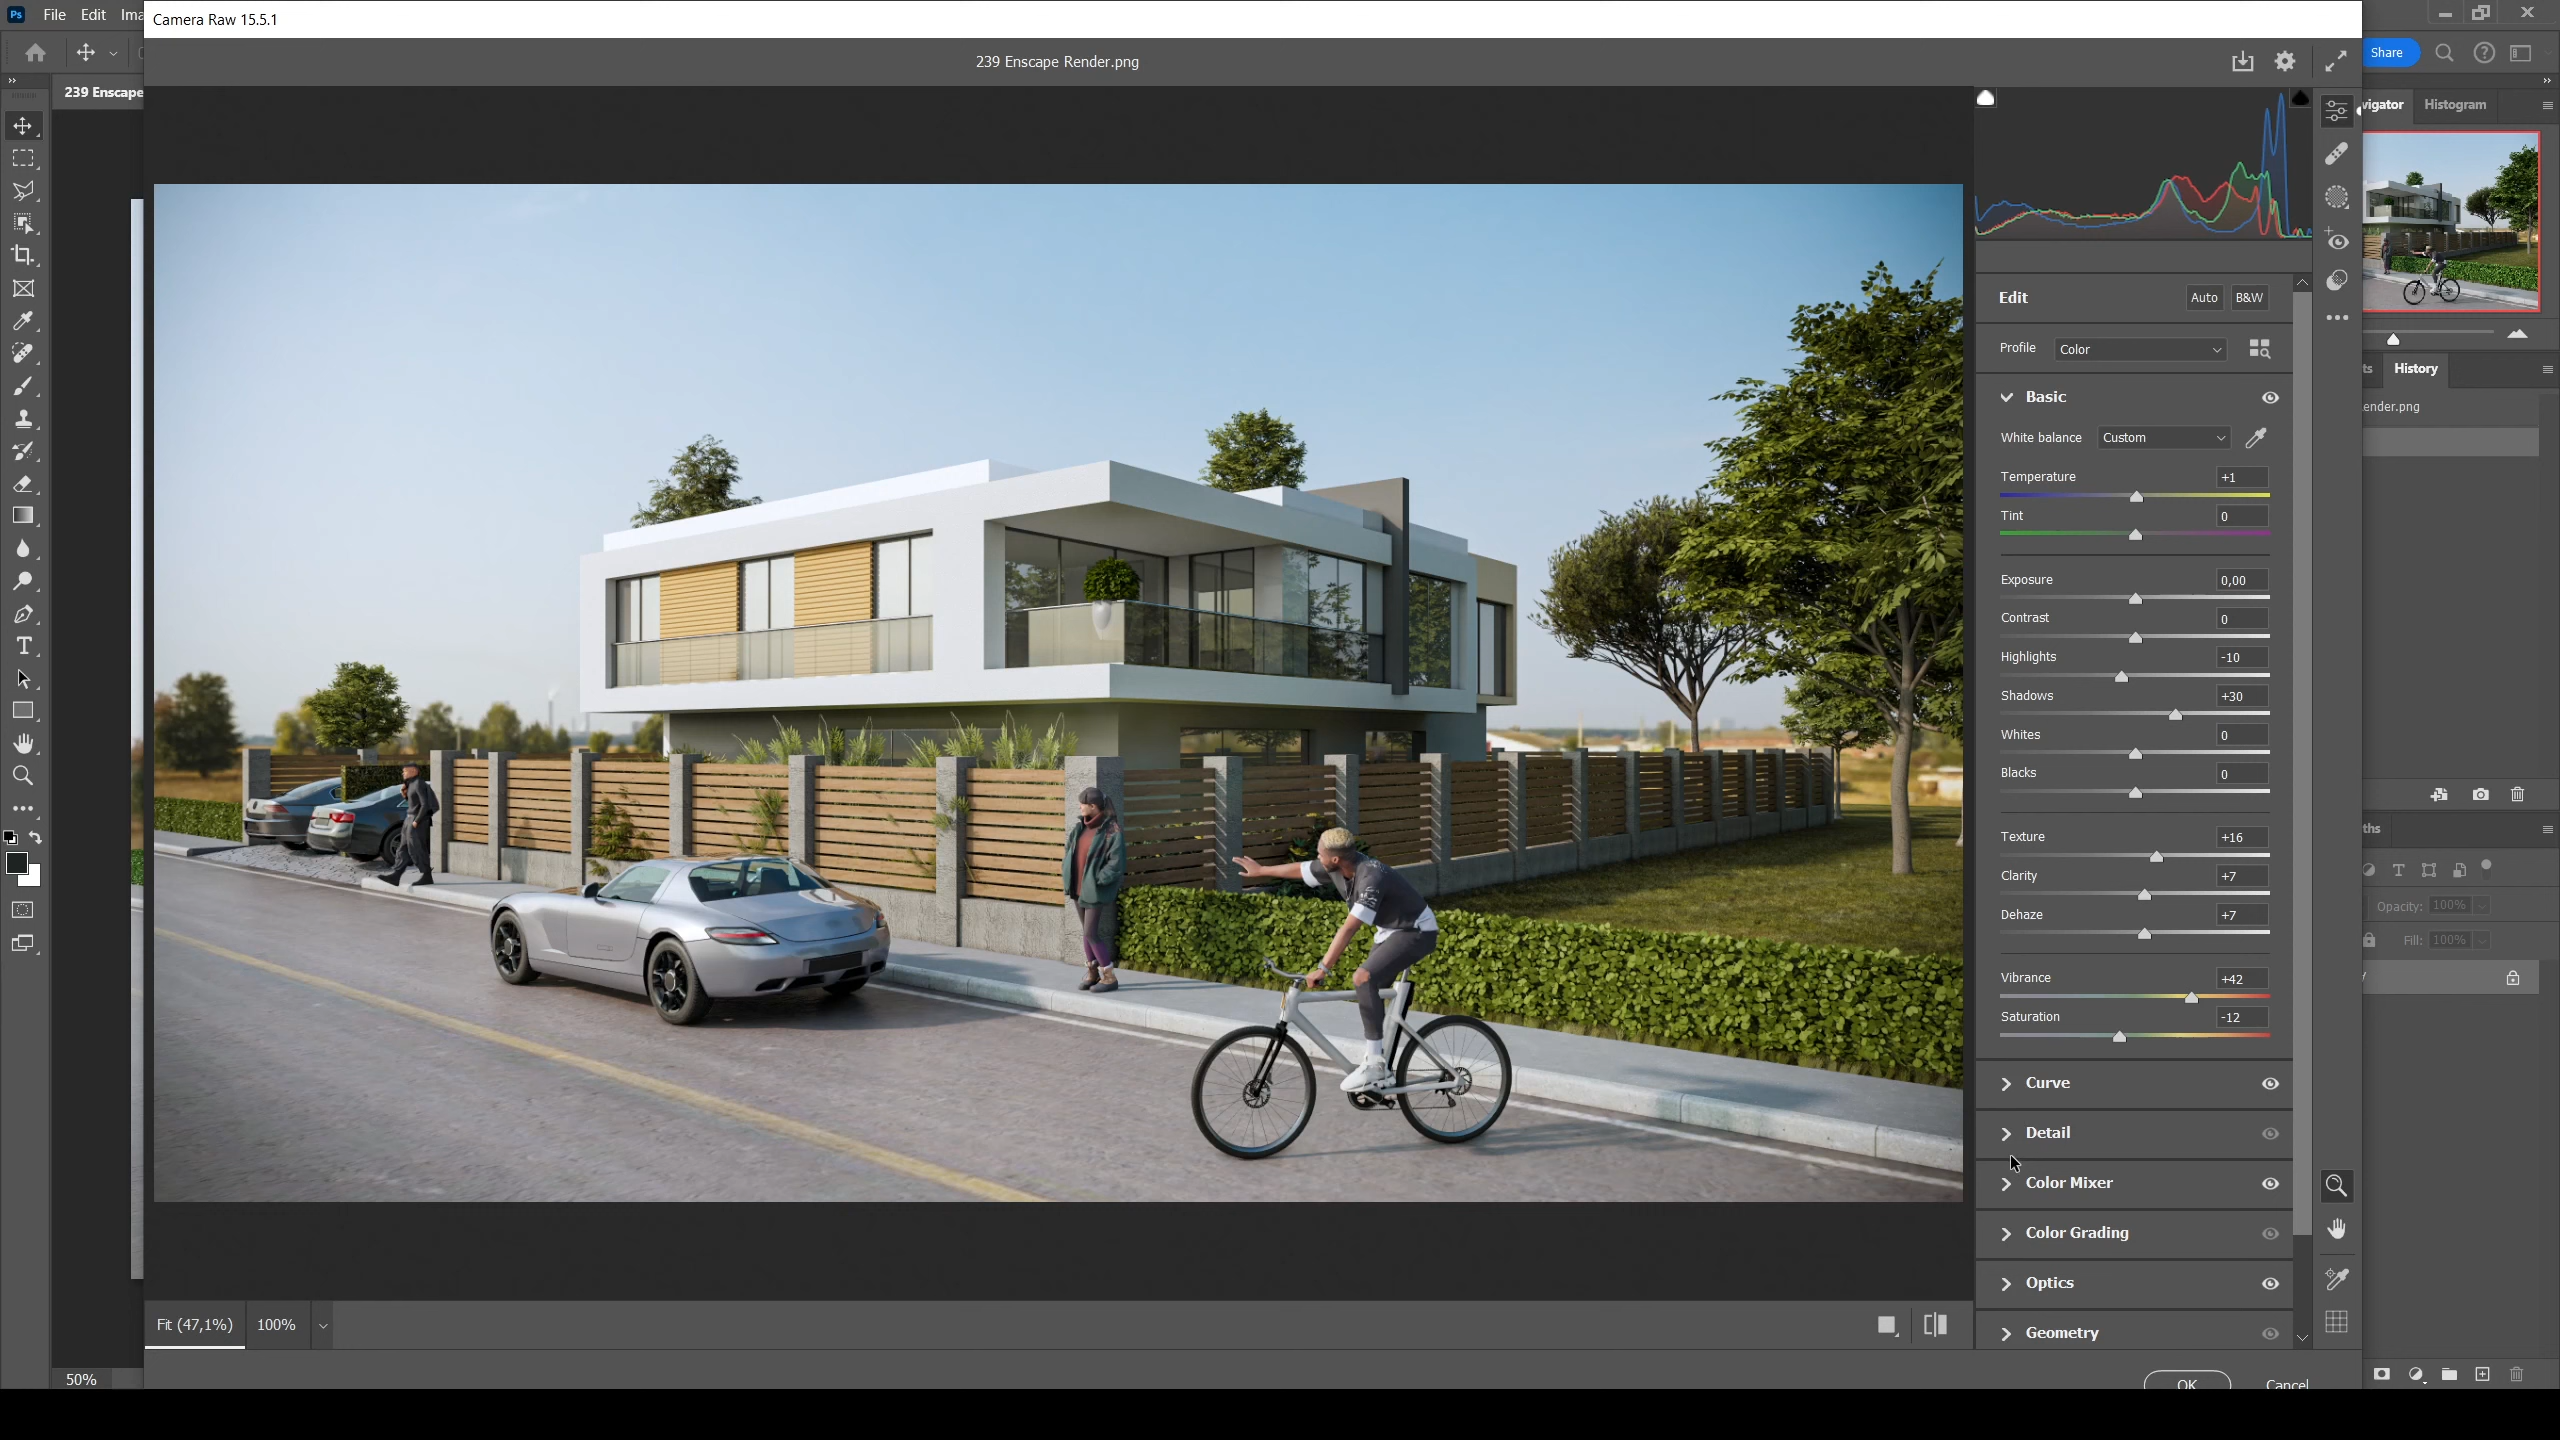 Ps File Edit Ima
Camera Raw 15.5.1
239 Enscape Render.png
Share
239 Enscape
vigator Histogram
Edit Auto B&W
Profile Color
ts History
Basic
ender.png
White balance Custom
Temperature +1
Tint 0
Exposure 0,00
Contrast 0
Highlights -10
Shadows +30
Whites 0
Blacks 0
ths
Texture +16
Clarity +7
Opacity: 100%
Dehaze +7
Fill: 100%
Vibrance +42
Saturation -12
Curve
Detail
Color Mixer
Color Grading
Optics
Geometry
Fit (47,1%) 100%
50%
OK Cancel